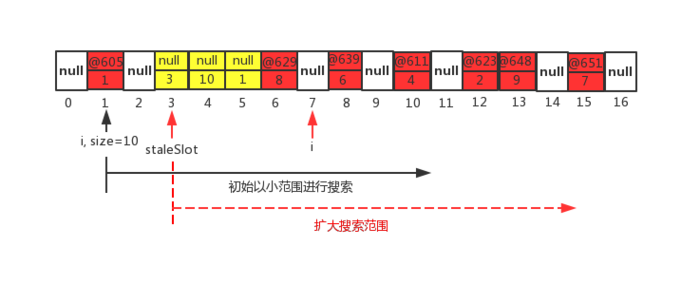 null @605 1 null null 3 null 10 null 1 @629 8 null @639 6 null @611 4 null @623 2 @648 9 null @651 7 null
0 1 2 3 4 5 6 7 8 9 10 11 12 13 14 15 16
i, size=10 staleSlot i
初始以小范围进行搜索
扩大搜索范围